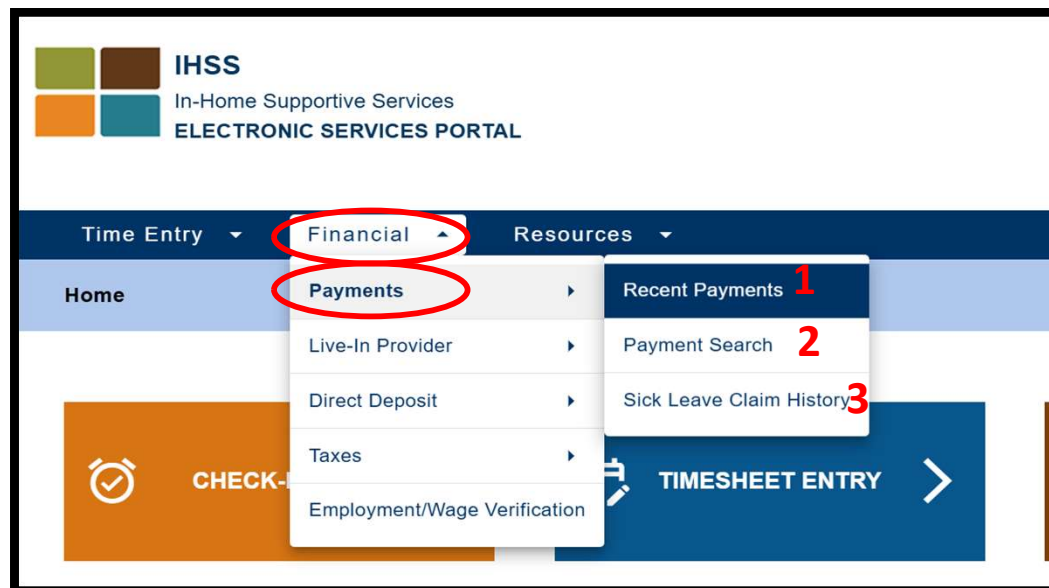 IHSS
In-Home Supportive Services
ELECTRONIC SERVICES PORTAL
Time Entry
Financial
Resources
Home
Payments
Recent Payments 1
Live-In Provider
Payment Search 2
Direct Deposit
Sick Leave Claim History 3
Taxes
CHECK-
TIMESHEET ENTRY
Employment/Wage Verification